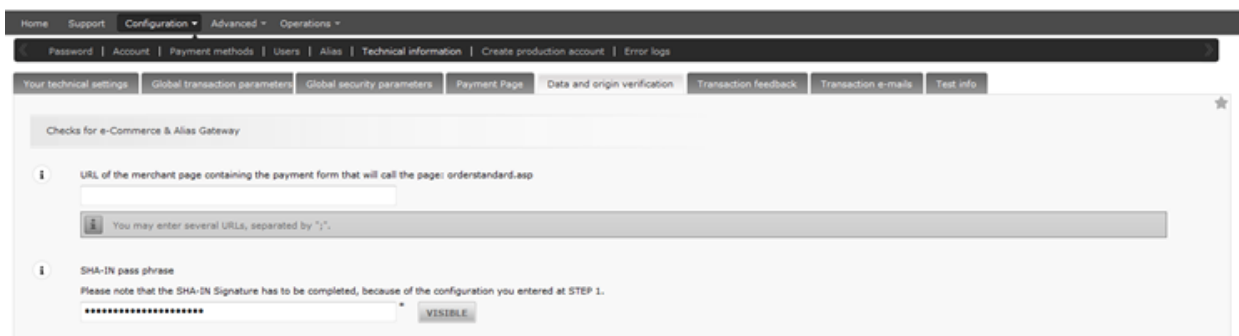 Home Support Configuration Advanced Operations
Password | Account | Payment methods | Users | Alias | Technical information | Create production account | Error logs
Your technical settings Global transaction parameters Global security parameters Payment Page Data and origin verification Transaction feedback Transaction e-mails Test info
Checks for e-Commerce & Alias Gateway
URL of the merchant page containing the payment form that will call the page: orderstandard.asp
You may enter several URLs, separated by ";".
SHA-IN pass phrase
Please note that the SHA-IN Signature has to be completed, because of the configuration you entered at STEP 1.
••••••••••••••••••••• * VISIBLE